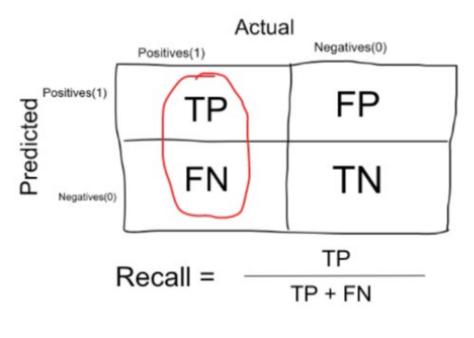 Actual
Positives(1)
Negatives(0)
Predicted
Positives(1)
TP
FP
Negatives(0)
FN
TN
Recall =
TP
TP + FN